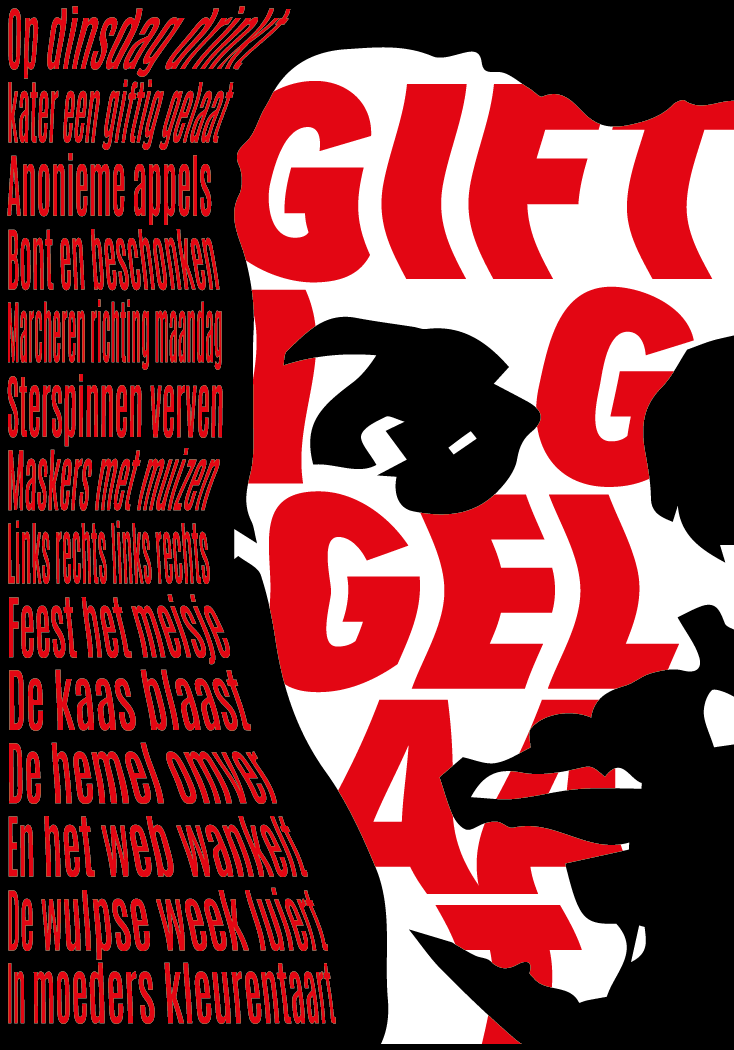 Op dinsdag drinkt
kater een giftig gelaat
Anonieme appels
Bont en beschonken
Marcheren richting maandag
Sterspinnen verven
Maskers met muizen
Links rechts links rechts
Feest het meisje
De kaas blaast
De hemel omver
En het web wankelt
De wulpse week luiert
In moeders kleurentaart
GIFT
IG
GEL
AA
T